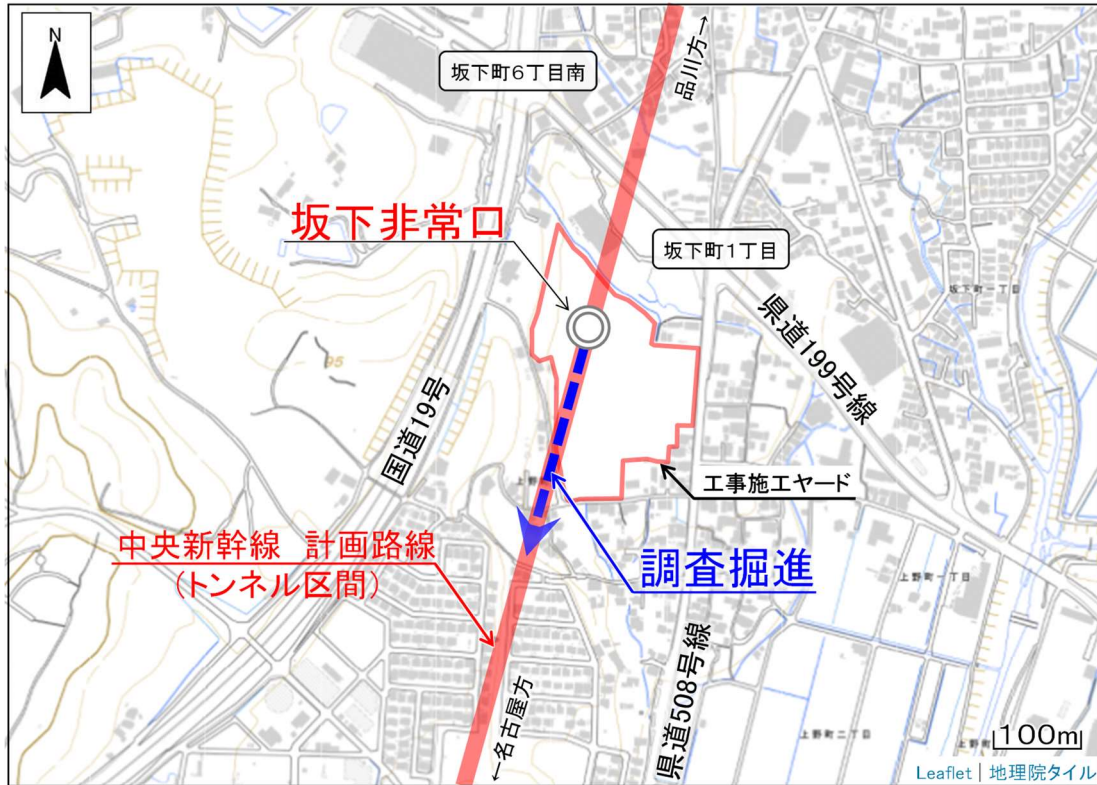 N
坂下町6丁目南
品川方→
坂下非常口
坂下町1丁目
坂下町一丁目
県道199号線
95
国道19号
工事施工ヤード
中央新幹線 計画路線
(トンネル区間)
調査掘進
上野町一丁目
県道508号線
←名古屋方
上野町二丁目
100m
Leaflet | 地理院タイル